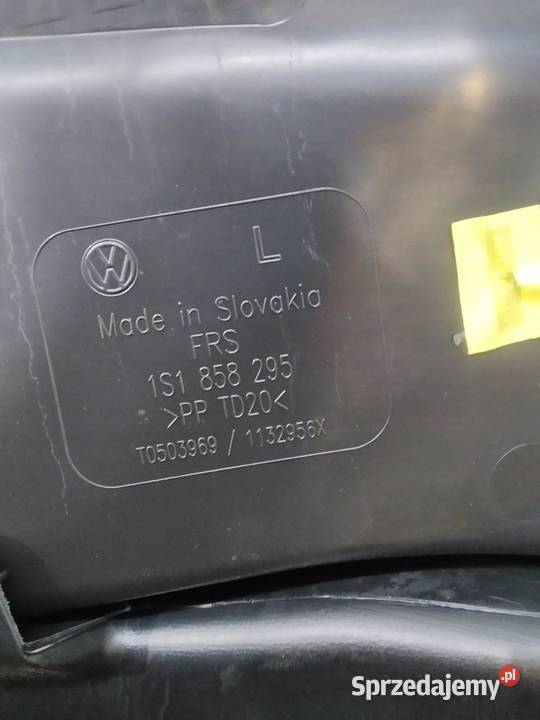 L
Made in Slovakia
FRS
1S1 858 295
>PP TD20<
T0503969 / 1132956X
Sprzedajemy.pl